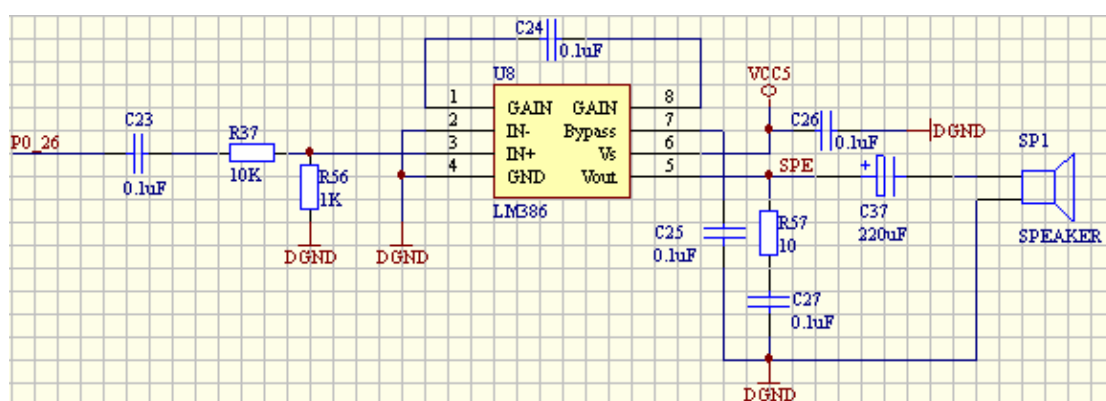 C24
0.1uF
U8
VCC5
1 GAIN GAIN 8
2 IN- Bypass 7
3 IN+ Vs 6
4 GND Vout 5
LM386
P0_26
C23
0.1uF
R37
10K
R56
1K
DGND
DGND
C26
0.1uF
DGND
SPE
+
C37
220uF
SP1
SPEAKER
C25
0.1uF
R57
10
C27
0.1uF
DGND